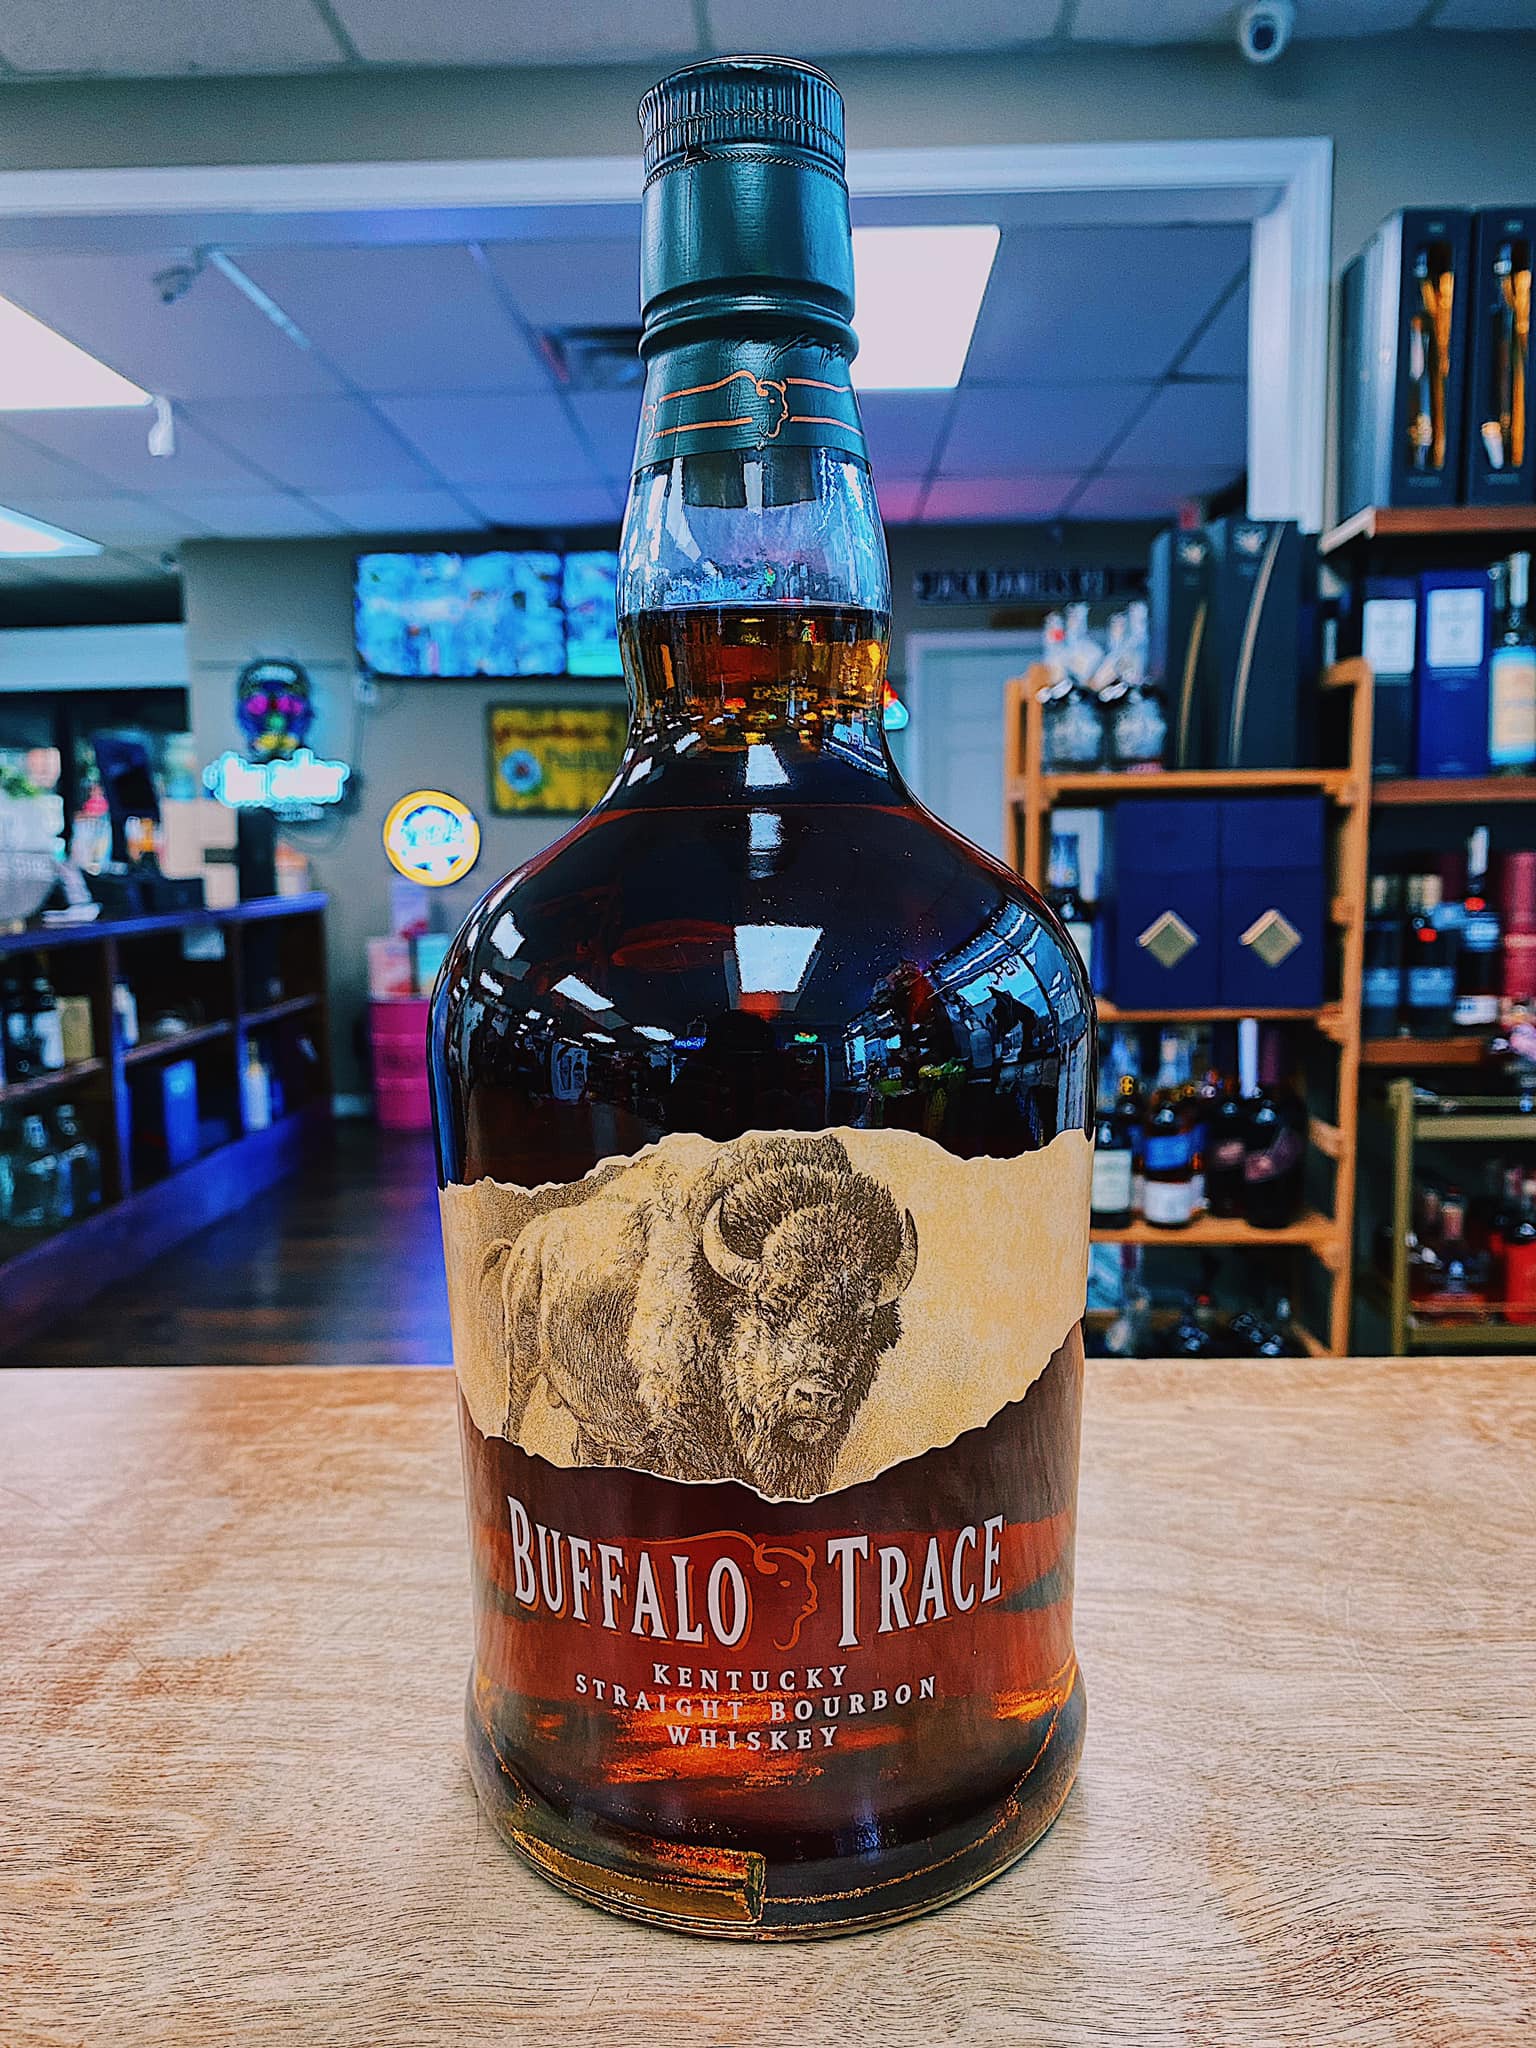 BUFFALO TRACE
KENTUCKY
STRAIGHT BOURBON
WHISKEY